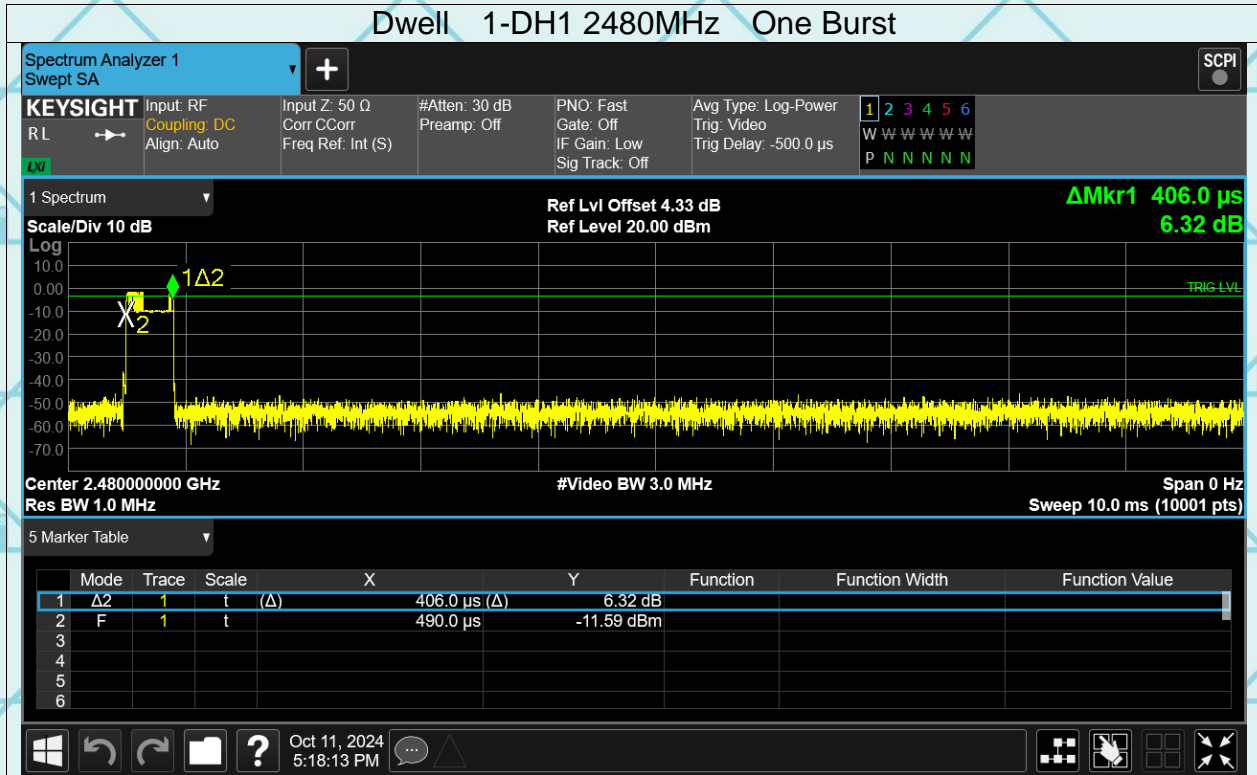 Dwell 1-DH1 2480MHz One Burst
Spectrum Analyzer 1
Swept SA
▼
+
SCPI
KEYSIGHT
RL
LXI
Input: RF
Coupling: DC
Align: Auto
Input Z: 50 Ω
Corr CCorr
Freq Ref: Int (S)
#Atten: 30 dB
Preamp: Off
PNO: Fast
Gate: Off
IF Gain: Low
Sig Track: Off
Avg Type: Log-Power
Trig: Video
Trig Delay: -500.0 µs
1 2 3 4 5 6
W W W W W W
P N N N N N
1 Spectrum ▼
Scale/Div 10 dB
Ref Lvl Offset 4.33 dB
Ref Level 20.00 dBm
ΔMkr1 406.0 µs
6.32 dB
Log
10.0
0.00
-10.0
-20.0
-30.0
-40.0
-50.0
-60.0
-70.0
1Δ2
X2
TRIG LVL
Center 2.480000000 GHz #Video BW 3.0 MHz Span 0 Hz
Res BW 1.0 MHz Sweep 10.0 ms (10001 pts)
5 Marker Table ▼
Mode Trace Scale X Y Function Function Width Function Value
1 Δ2 1 t (Δ) 406.0 µs (Δ) 6.32 dB
2 F 1 t 490.0 µs -11.59 dBm
3
4
5
6
? Oct 11, 2024
5:18:13 PM